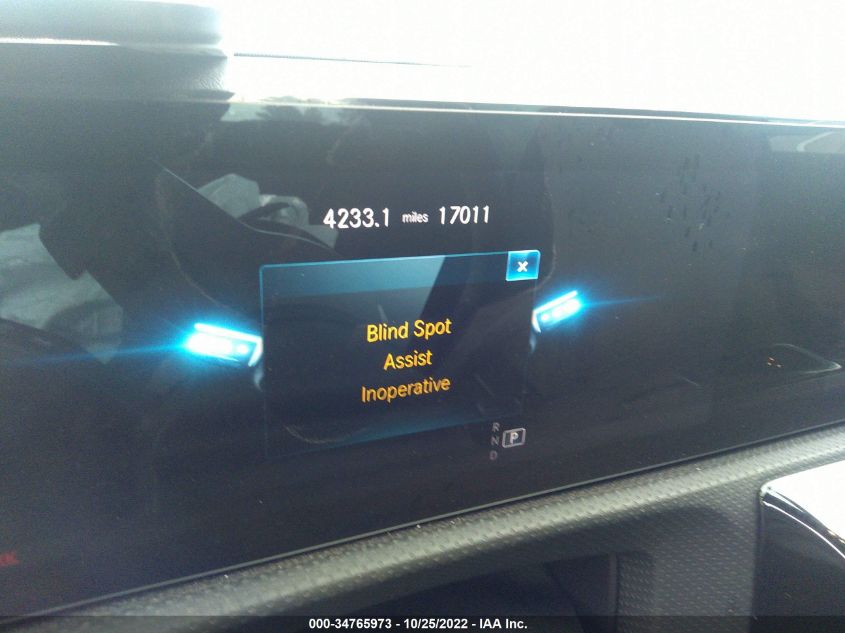 4233.1 miles 17011
×
Blind Spot
Assist
Inoperative
R
N P
D
000-34765973 - 10/25/2022 - IAA Inc.